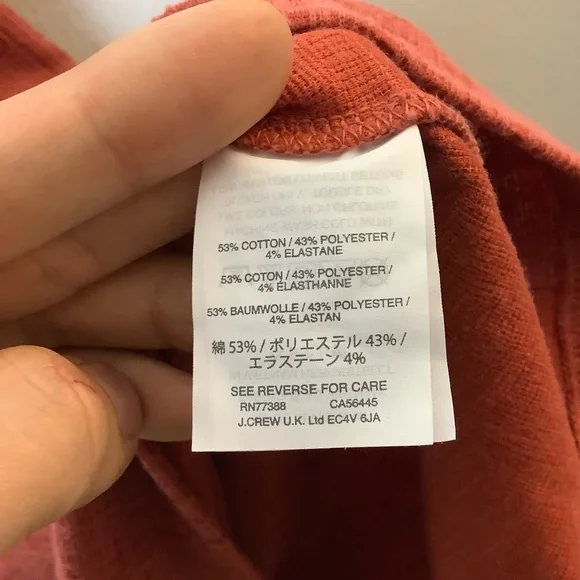 53% COTTON / 43% POLYESTER /
4% ELASTANE
53% COTON / 43% POLYESTER /
4% ÉLASTHANNE
53% BAUMWOLLE / 43% POLYESTER /
4% ELASTAN
綿 53% / ポリエステル 43% /
エラステーン 4%
SEE REVERSE FOR CARE
RN77388 CA56445
J.CREW U.K. Ltd EC4V 6JA